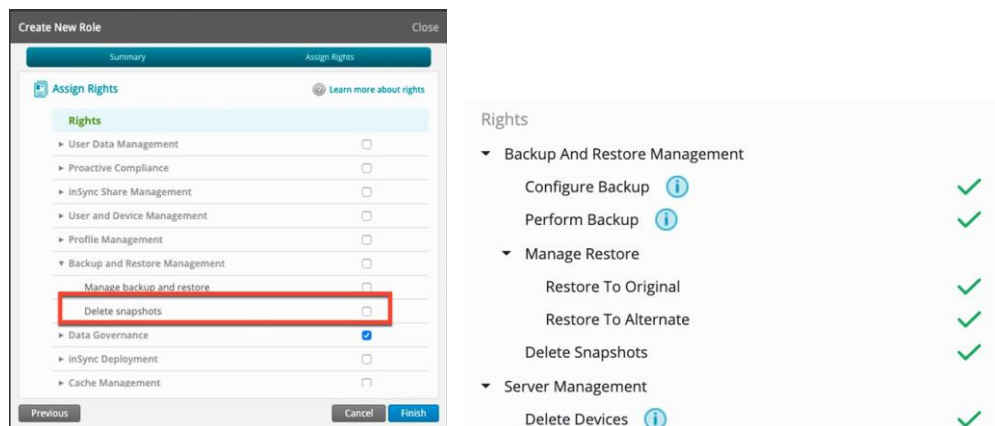 Create New Role Close
Summary Assign Rights
Assign Rights Learn more about rights
Rights
User Data Management
Proactive Compliance
inSync Share Management
User and Device Management
Profile Management
Backup and Restore Management
Manage backup and restore
Delete snapshots
Data Governance
inSync Deployment
Cache Management
Previous Cancel Finish
Rights
Backup And Restore Management
Configure Backup
Perform Backup
Manage Restore
Restore To Original
Restore To Alternate
Delete Snapshots
Server Management
Delete Devices